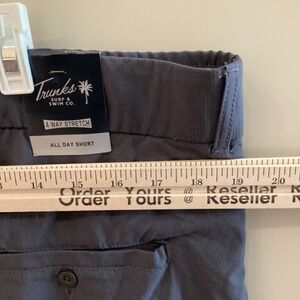 Trunks
SURF &
SWIM CO.
4 WAY STRETCH
ALL DAY SHORT
14 15 16 17 18 19 20
Order Yours @ Reseller Re